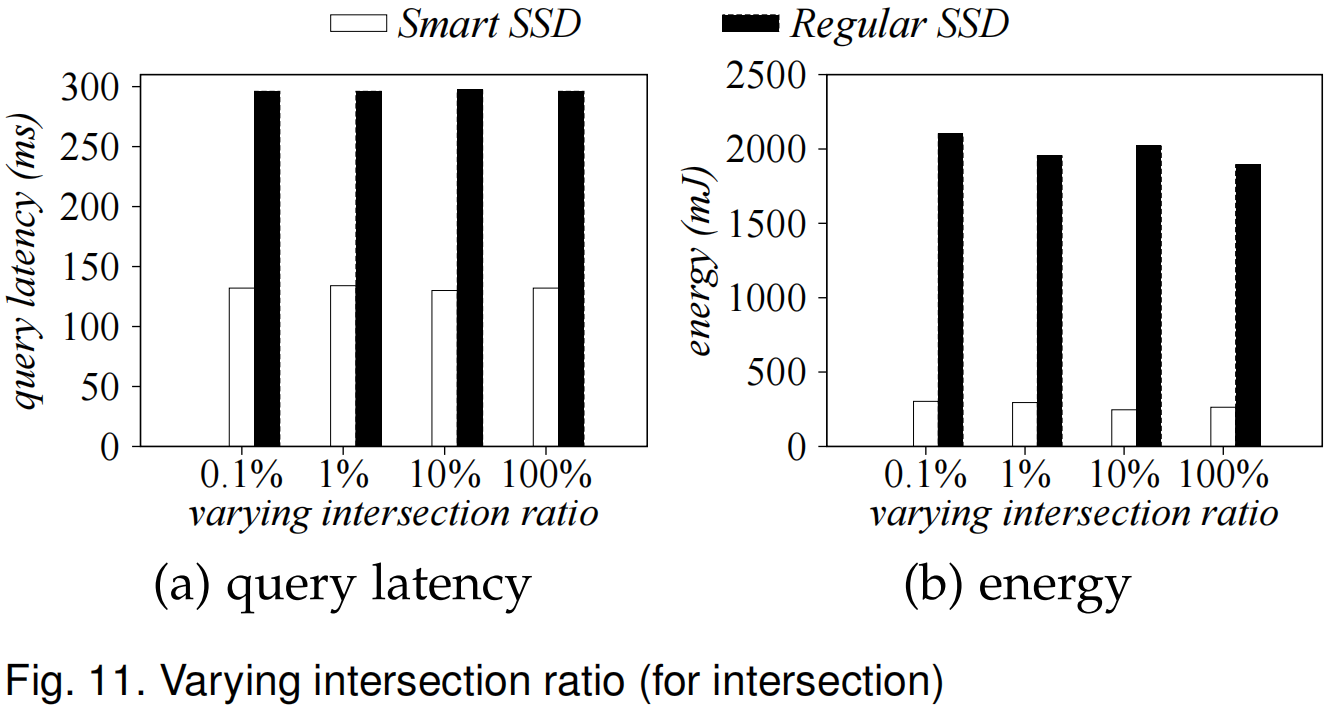 Smart SSD Regular SSD
query latency (ms)
300
250
200
150
100
50
0
0.1% 1% 10% 100%
varying intersection ratio
(a) query latency
energy (mJ)
2500
2000
1500
1000
500
0
0.1% 1% 10% 100%
varying intersection ratio
(b) energy
Fig. 11. Varying intersection ratio (for intersection)